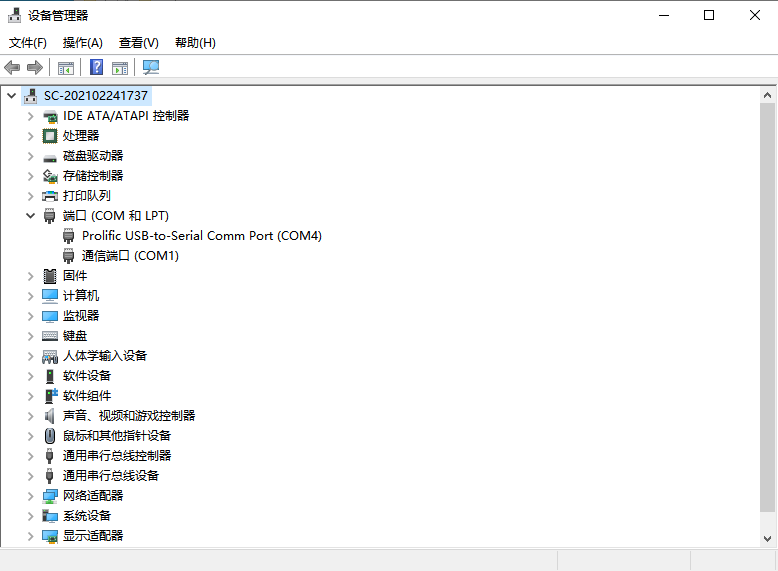 设备管理器
文件(F) 操作(A) 查看(V) 帮助(H)
SC-202102241737
IDE ATA/ATAPI 控制器
处理器
磁盘驱动器
存储控制器
打印队列
端口 (COM 和 LPT)
Prolific USB-to-Serial Comm Port (COM4)
通信端口 (COM1)
固件
计算机
监视器
键盘
人体学输入设备
软件设备
软件组件
声音、视频和游戏控制器
鼠标和其他指针设备
通用串行总线控制器
通用串行总线设备
网络适配器
系统设备
显示适配器